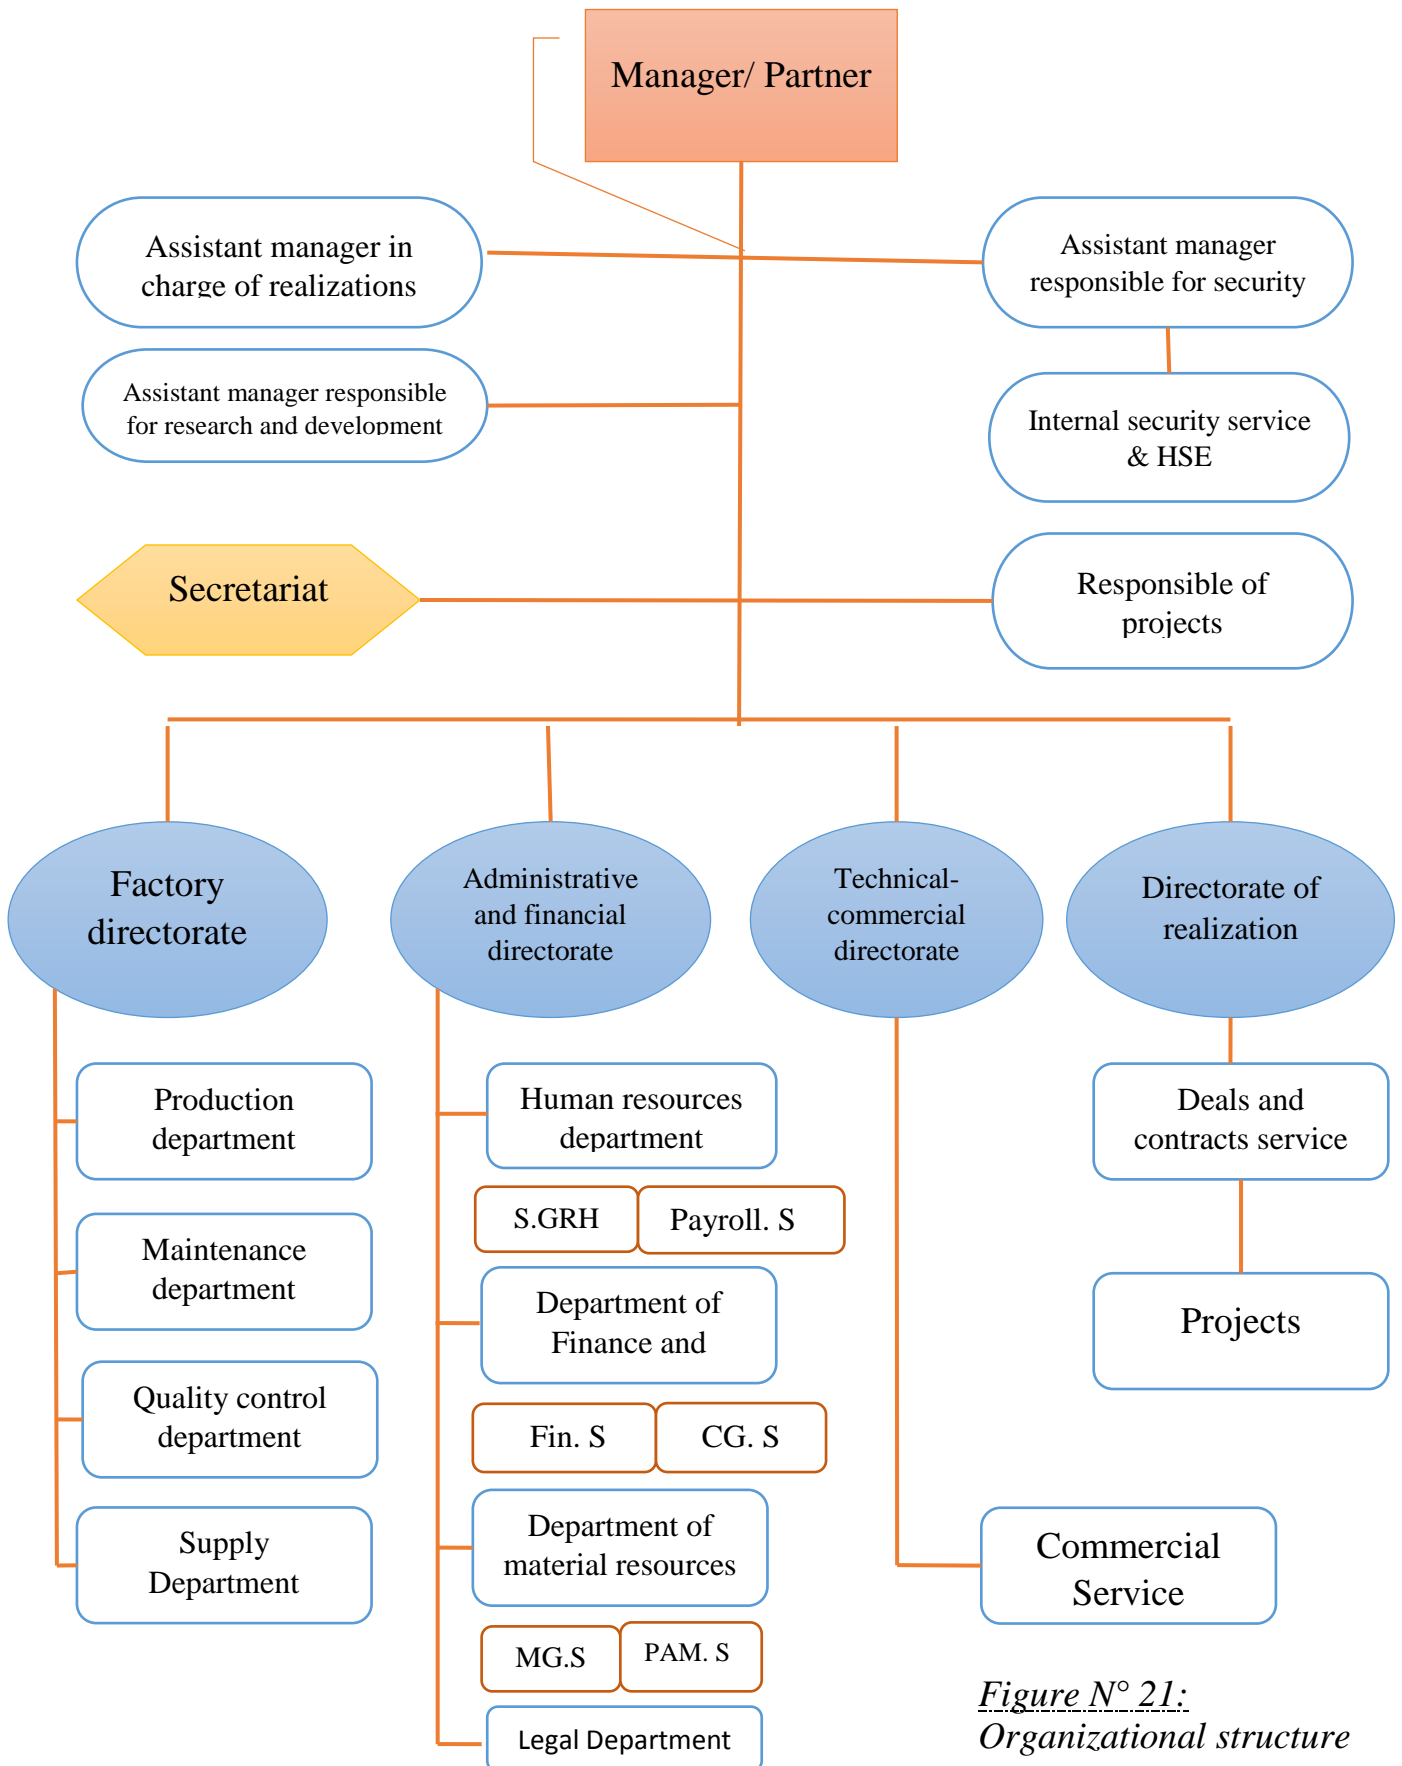 Manager/ Partner
Assistant manager in
charge of realizations
Assistant manager
responsible for security
Assistant manager responsible
for research and development
Internal security service
& HSE
Secretariat
Responsible of
projects
Factory
directorate
Administrative
and financial
directorate
Technical-
commercial
directorate
Directorate of
realization
Production
department
Maintenance
department
Quality control
department
Supply
Department
Human resources
department
S.GRH
Payroll. S
Department of
Finance and
Fin. S
CG. S
Department of
material resources
MG.S
PAM. S
Legal Department
Commercial
Service
Deals and
contracts service
Projects
Figure N° 21:
Organizational structure